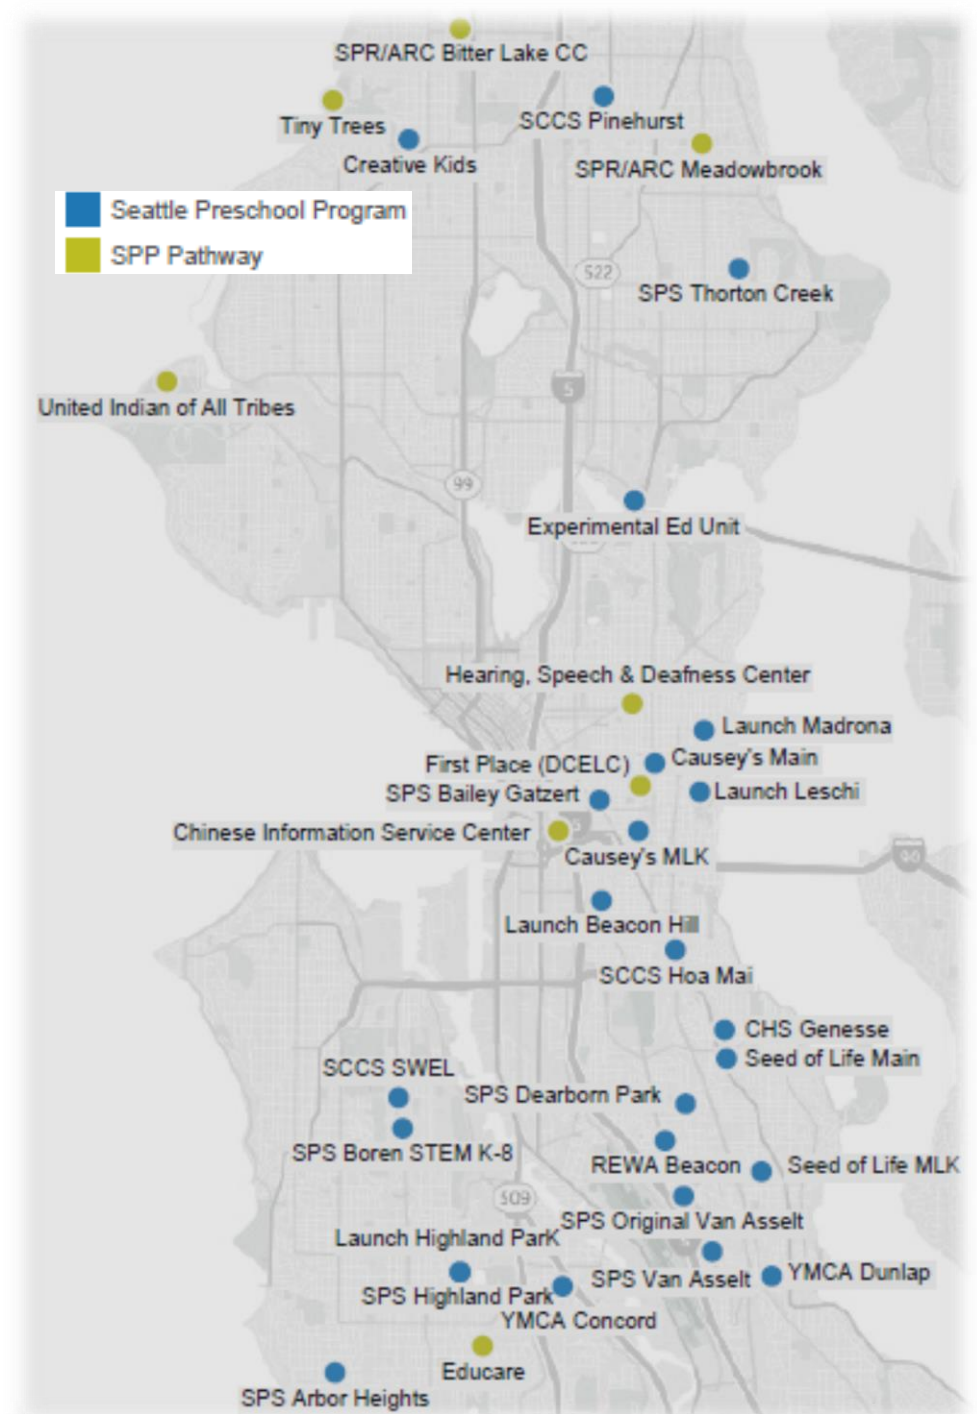 SPR/ARC Bitter Lake CC
Tiny Trees
SCCS Pinehurst
Creative Kids
SPR/ARC Meadowbrook
Seattle Preschool Program
SPP Pathway
522
SPS Thorton Creek
5
United Indian of All Tribes
99
Experimental Ed Unit
Hearing, Speech & Deafness Center
Launch Madrona
First Place (DCELC)
Causey's Main
SPS Bailey Gatzert
Launch Leschi
Chinese Information Service Center
5
Causey's MLK
90
Launch Beacon Hill
SCCS Hoa Mai
CHS Genesse
Seed of Life Main
SCCS SWEL
SPS Dearborn Park
SPS Boren STEM K-8
REWA Beacon
Seed of Life MLK
509
SPS Original Van Asselt
Launch Highland ParK
SPS Van Asselt
YMCA Dunlap
SPS Highland Park
YMCA Concord
Educare
SPS Arbor Heights